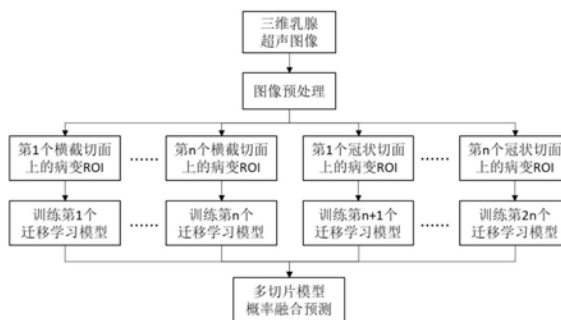 三维乳腺
超声图像
图像预处理
第1个横截切面
上的病变ROI
……
第n个横截切面
上的病变ROI
第1个冠状切面
上的病变ROI
……
第n个冠状切面
上的病变ROI
训练第1个
迁移学习模型
……
训练第n个
迁移学习模型
训练第n+1个
迁移学习模型
……
训练第2n个
迁移学习模型
多切片模型
概率融合预测